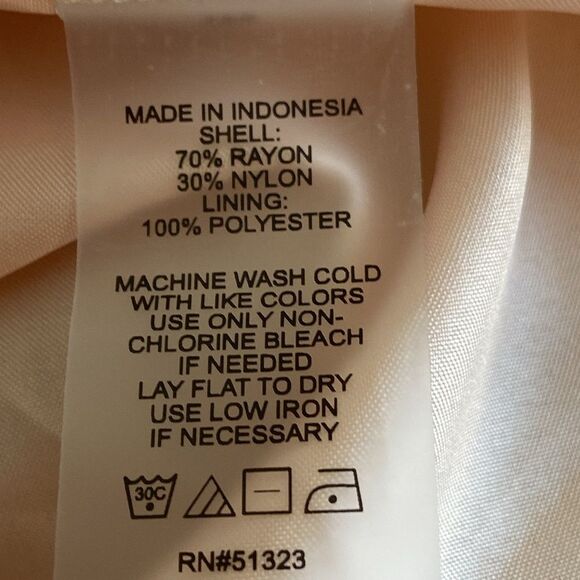 MADE IN INDONESIA
SHELL:
70% RAYON
30% NYLON
LINING:
100% POLYESTER
MACHINE WASH COLD
WITH LIKE COLORS
USE ONLY NON-
CHLORINE BLEACH
IF NEEDED
LAY FLAT TO DRY
USE LOW IRON
IF NECESSARY
30C
RN#51323